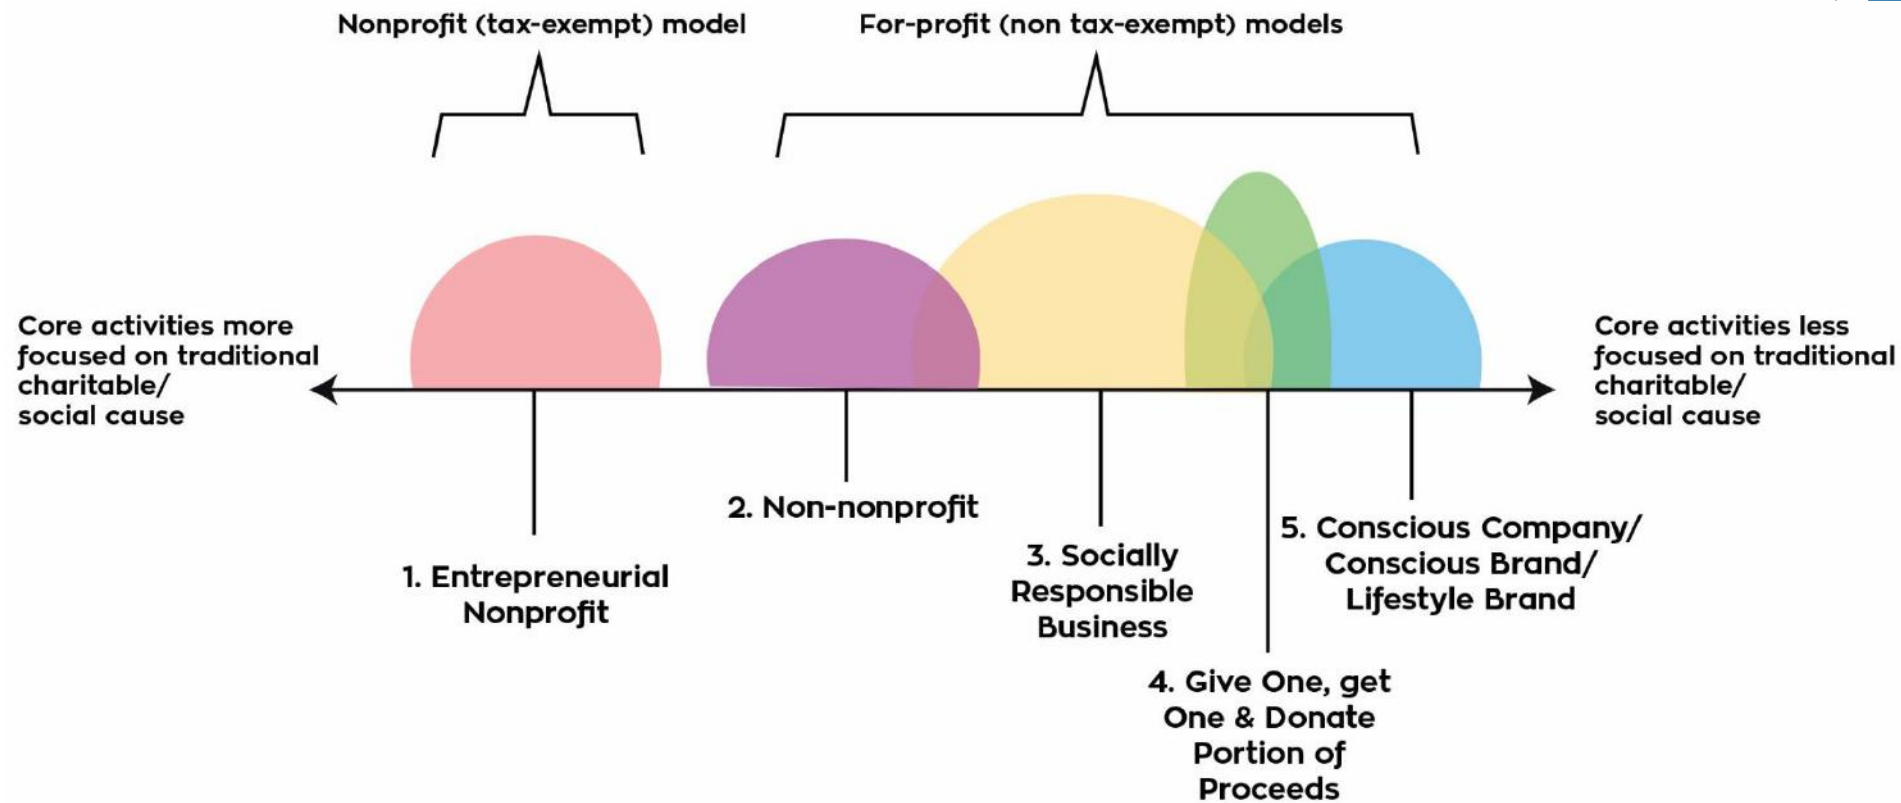 Nonprofit (tax-exempt) model
For-profit (non tax-exempt) models
Core activities more
focused on traditional
charitable/
social cause
Core activities less
focused on traditional
charitable/
social cause
1. Entrepreneurial
Nonprofit
2. Non-nonprofit
3. Socially
Responsible
Business
4. Give One, get
One & Donate
Portion of
Proceeds
5. Conscious Company/
Conscious Brand/
Lifestyle Brand